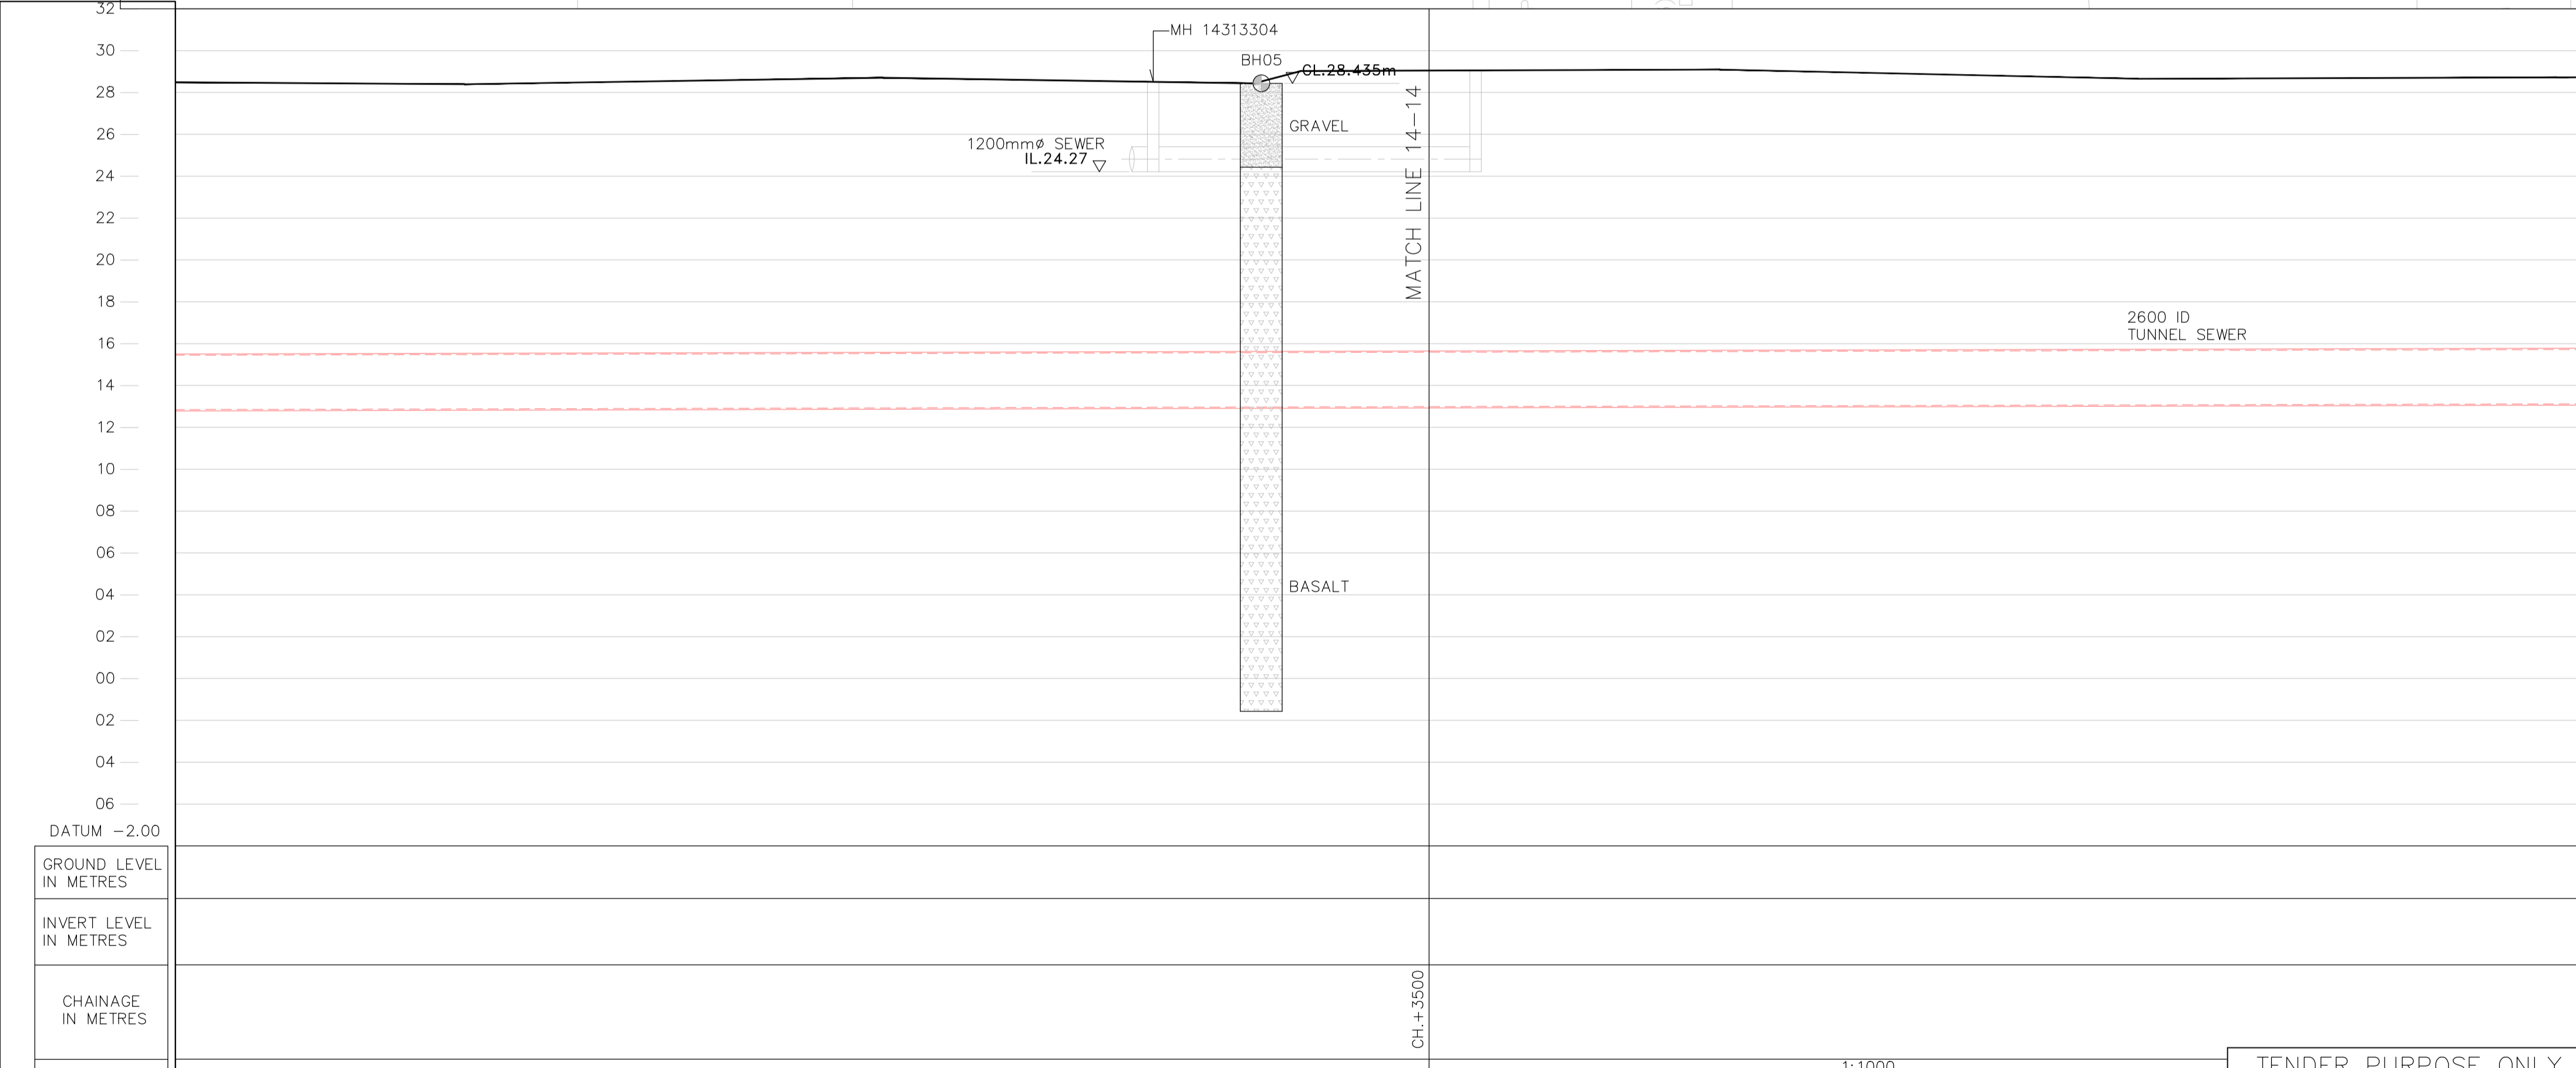 32
MH 14313304
30
BH05
GL.28.435m
28
26
GRAVEL
1200mmø SEWER
IL.24.27
24
MATCH LINE 14-14
22
20
18
2600 ID
TUNNEL SEWER
16
14
12
10
08
06
04
BASALT
02
00
02
04
06
DATUM -2.00
GROUND LEVEL
IN METRES
INVERT LEVEL
IN METRES
CHAINAGE
IN METRES
CH.+3500
1:1000
TENDER PURPOSE ONLY